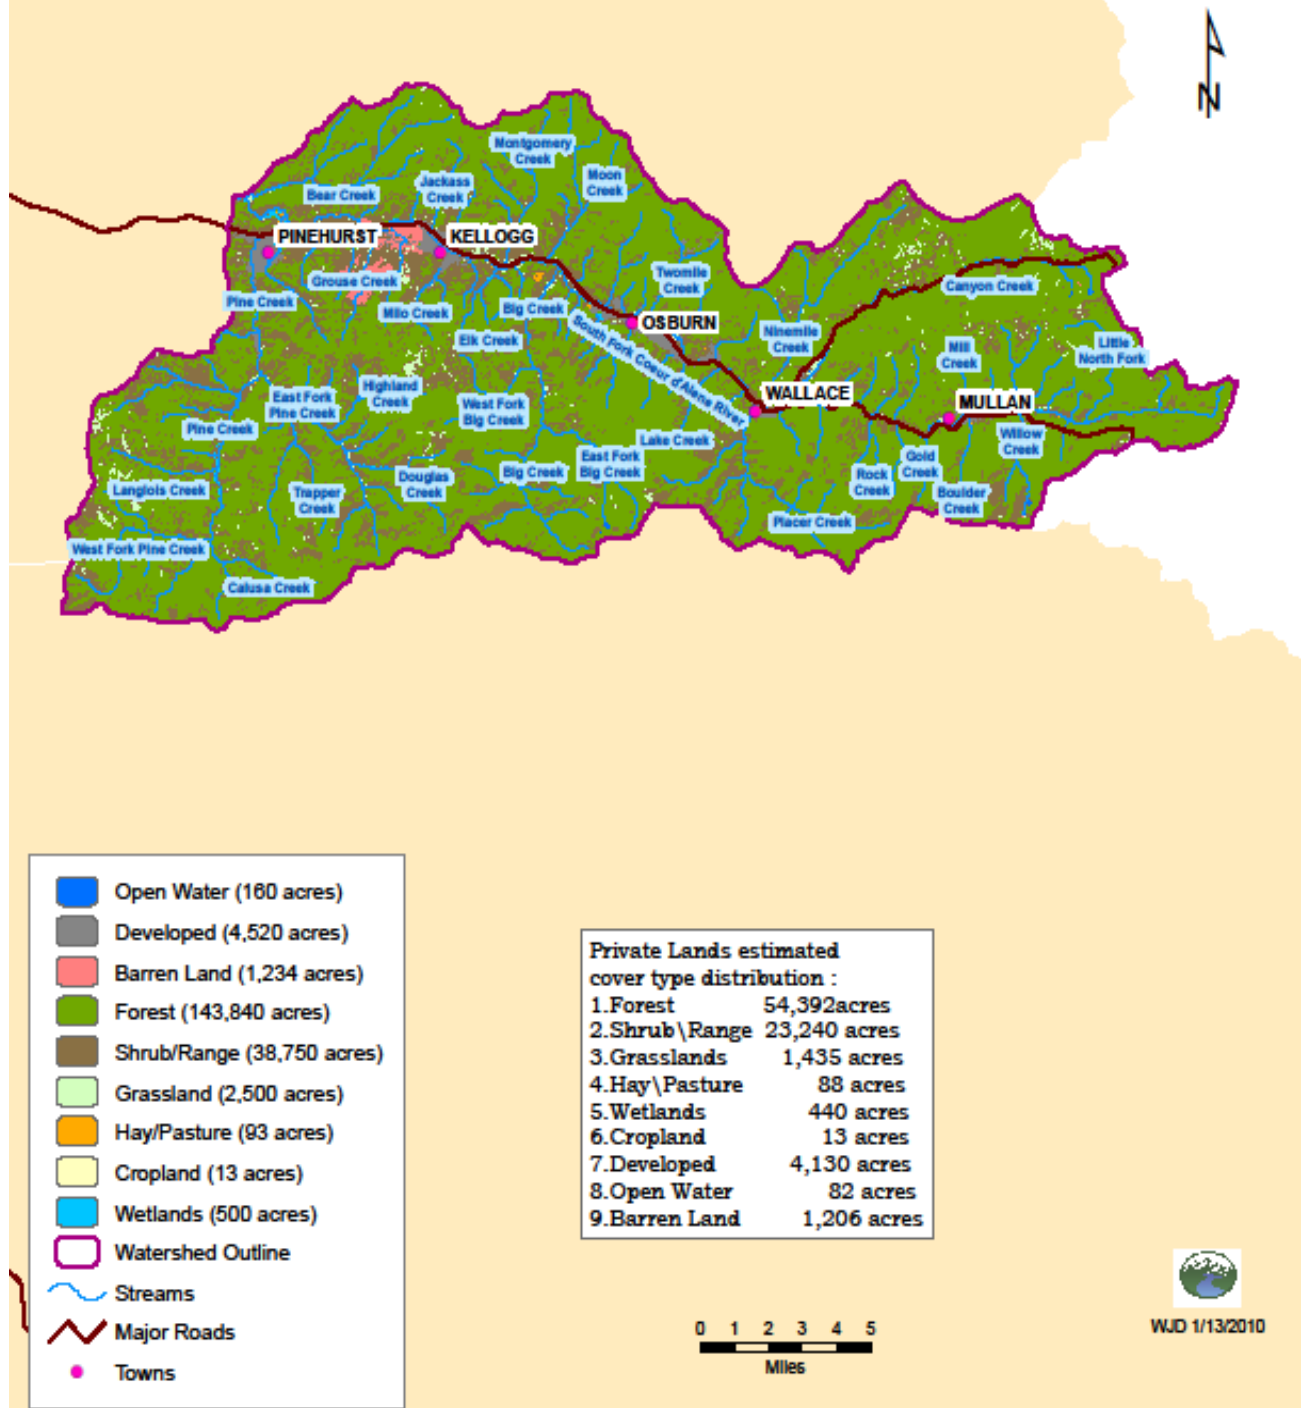 N
Montgomery
Creek
Moon
Creek
Jackass
Creek
Bear Creek
PINEHURST
KELLOGG
Grouse Creek
Twomile
Creek
Canyon Creek
Pine Creek
Milo Creek
Big Creek
OSBURN
South Fork Coeur d'Alene River
Ninemile
Creek
Elk Creek
Mill
Creek
Little
North Fork
Highland
Creek
East Fork
Pine Creek
WALLACE
MULLAN
West Fork
Big Creek
Pine Creek
Lake Creek
Willow
Creek
East Fork
Big Creek
Gold
Creek
Rock
Creek
Big Creek
Douglas
Creek
Langlois Creek
Trapper
Creek
Boulder
Creek
Placer Creek
West Fork Pine Creek
Calusa Creek
Open Water (160 acres)
Developed (4,520 acres)
Barren Land (1,234 acres)
Forest (143,840 acres)
Shrub/Range (38,750 acres)
Grassland (2,500 acres)
Hay/Pasture (93 acres)
Cropland (13 acres)
Wetlands (500 acres)
Watershed Outline
Streams
Major Roads
Towns
Private Lands estimated
cover type distribution :
1.Forest 54,392acres
2.Shrub\Range 23,240 acres
3.Grasslands 1,435 acres
4.Hay\Pasture 88 acres
5.Wetlands 440 acres
6.Cropland 13 acres
7.Developed 4,130 acres
8.Open Water 82 acres
9.Barren Land 1,206 acres
0 1 2 3 4 5
Miles
WJD 1/13/2010